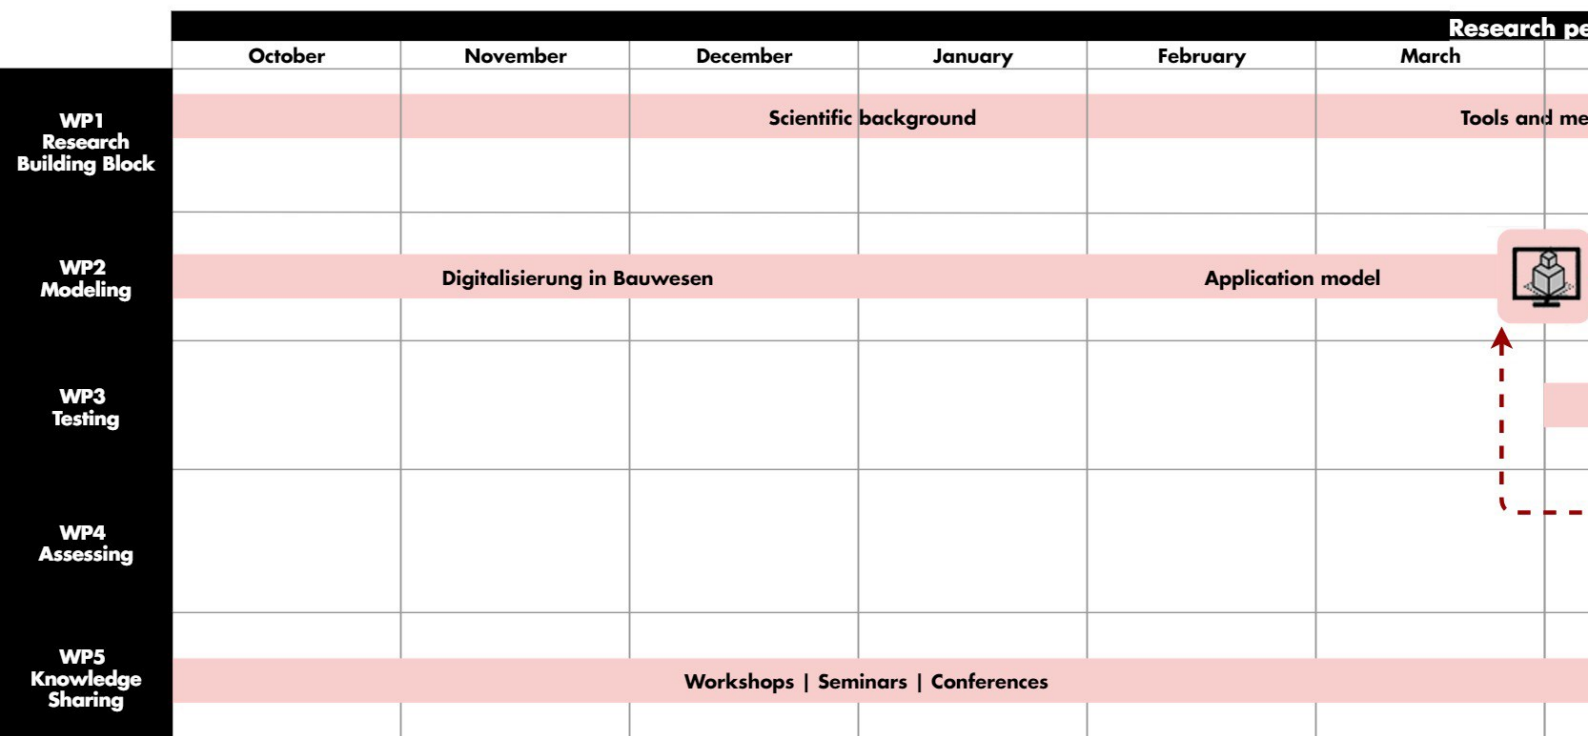 Research pe
October November December January February March
WP1
Research
Building Block
Scientific background Tools and me
WP2
Modeling
Digitalisierung in Bauwesen Application model
WP3
Testing
WP4
Assessing
WP5
Knowledge
Sharing
Workshops | Seminars | Conferences